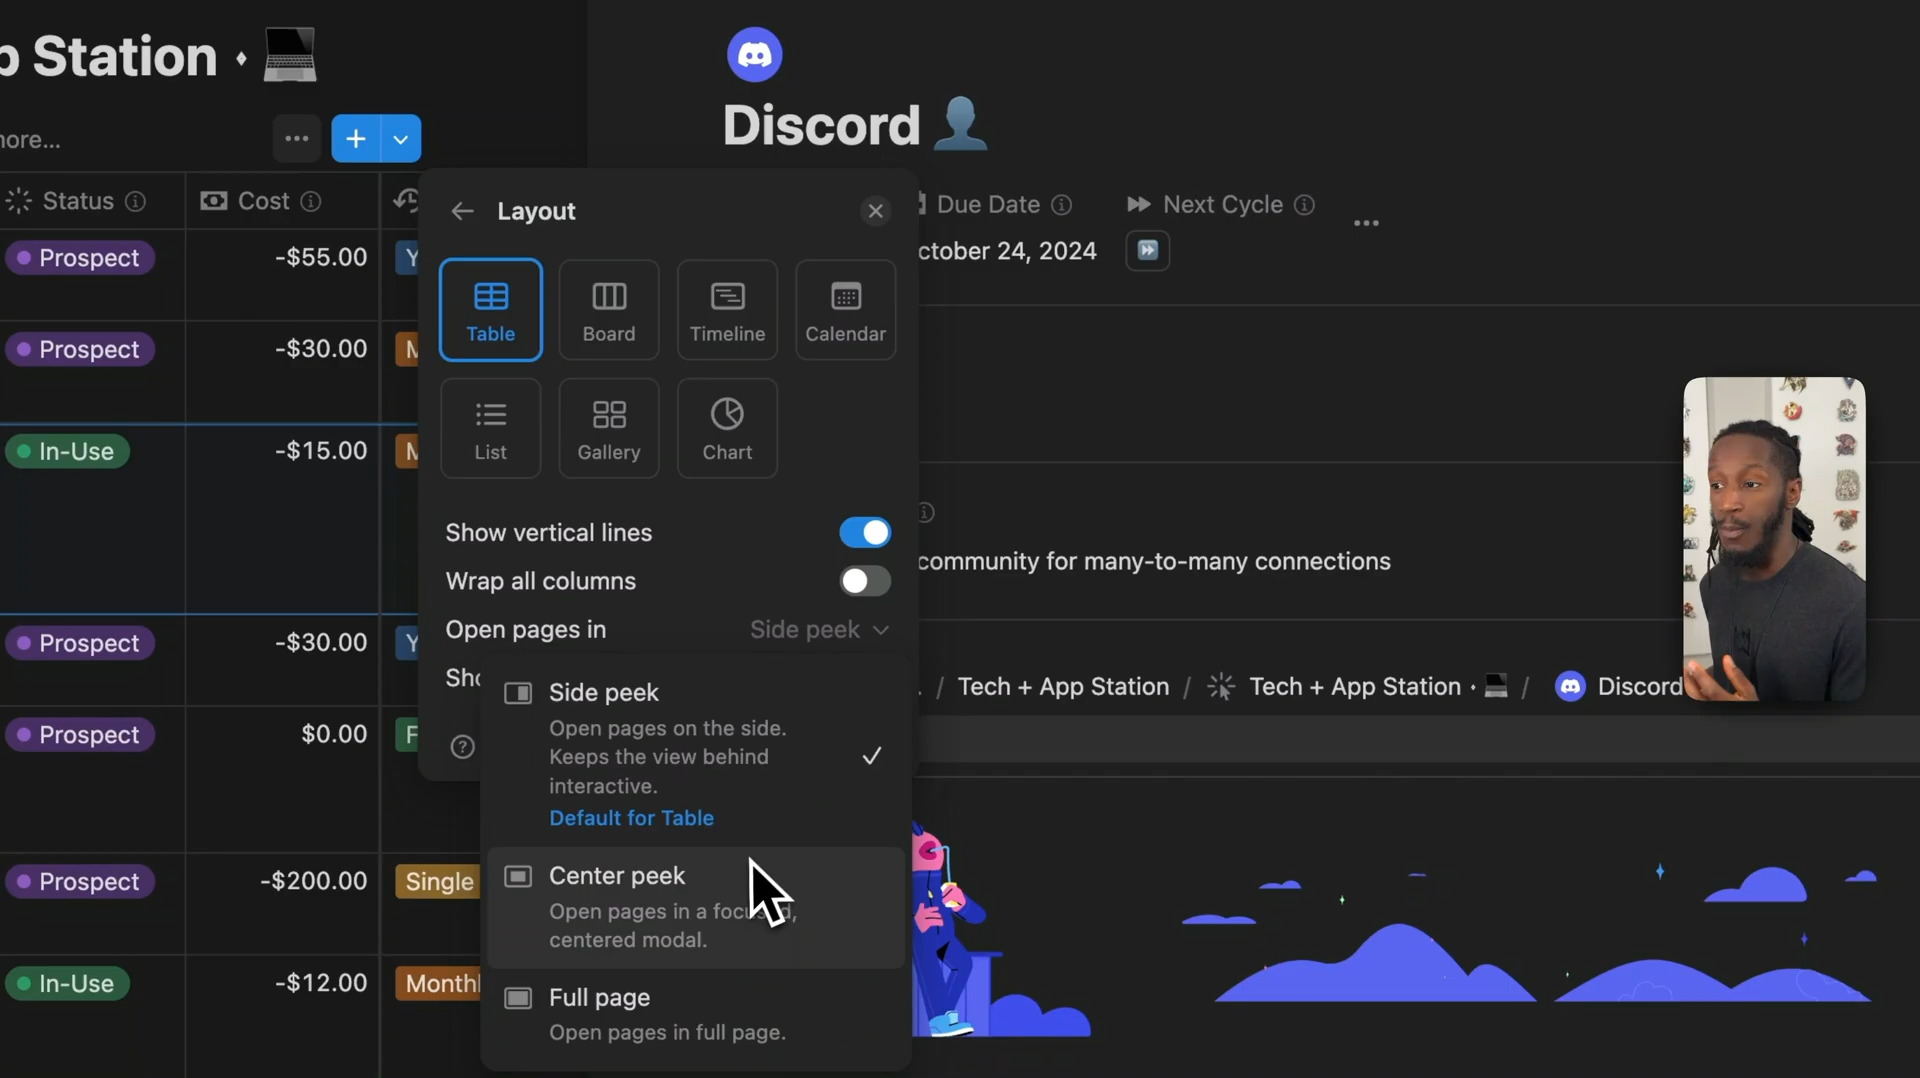 Station ⬧
ore...
Discord
Status
Cost
Layout
Due Date
Next Cycle
ctober 24, 2024
Prospect
-$55.00
Y
Prospect
-$30.00
M
In-Use
-$15.00
M
Prospect
-$30.00
Y
Prospect
$0.00
F
Prospect
-$200.00
Single
In-Use
-$12.00
Month
Table
Board
Timeline
Calendar
List
Gallery
Chart
Show vertical lines
Wrap all columns
Open pages in
Side peek
Sho
Side peek
Open pages on the side.
Keeps the view behind
interactive.
Default for Table
Center peek
Open pages in a focused,
centered modal.
Full page
Open pages in full page.
community for many-to-many connections
/ Tech + App Station / Tech + App Station ⬧ / Discord